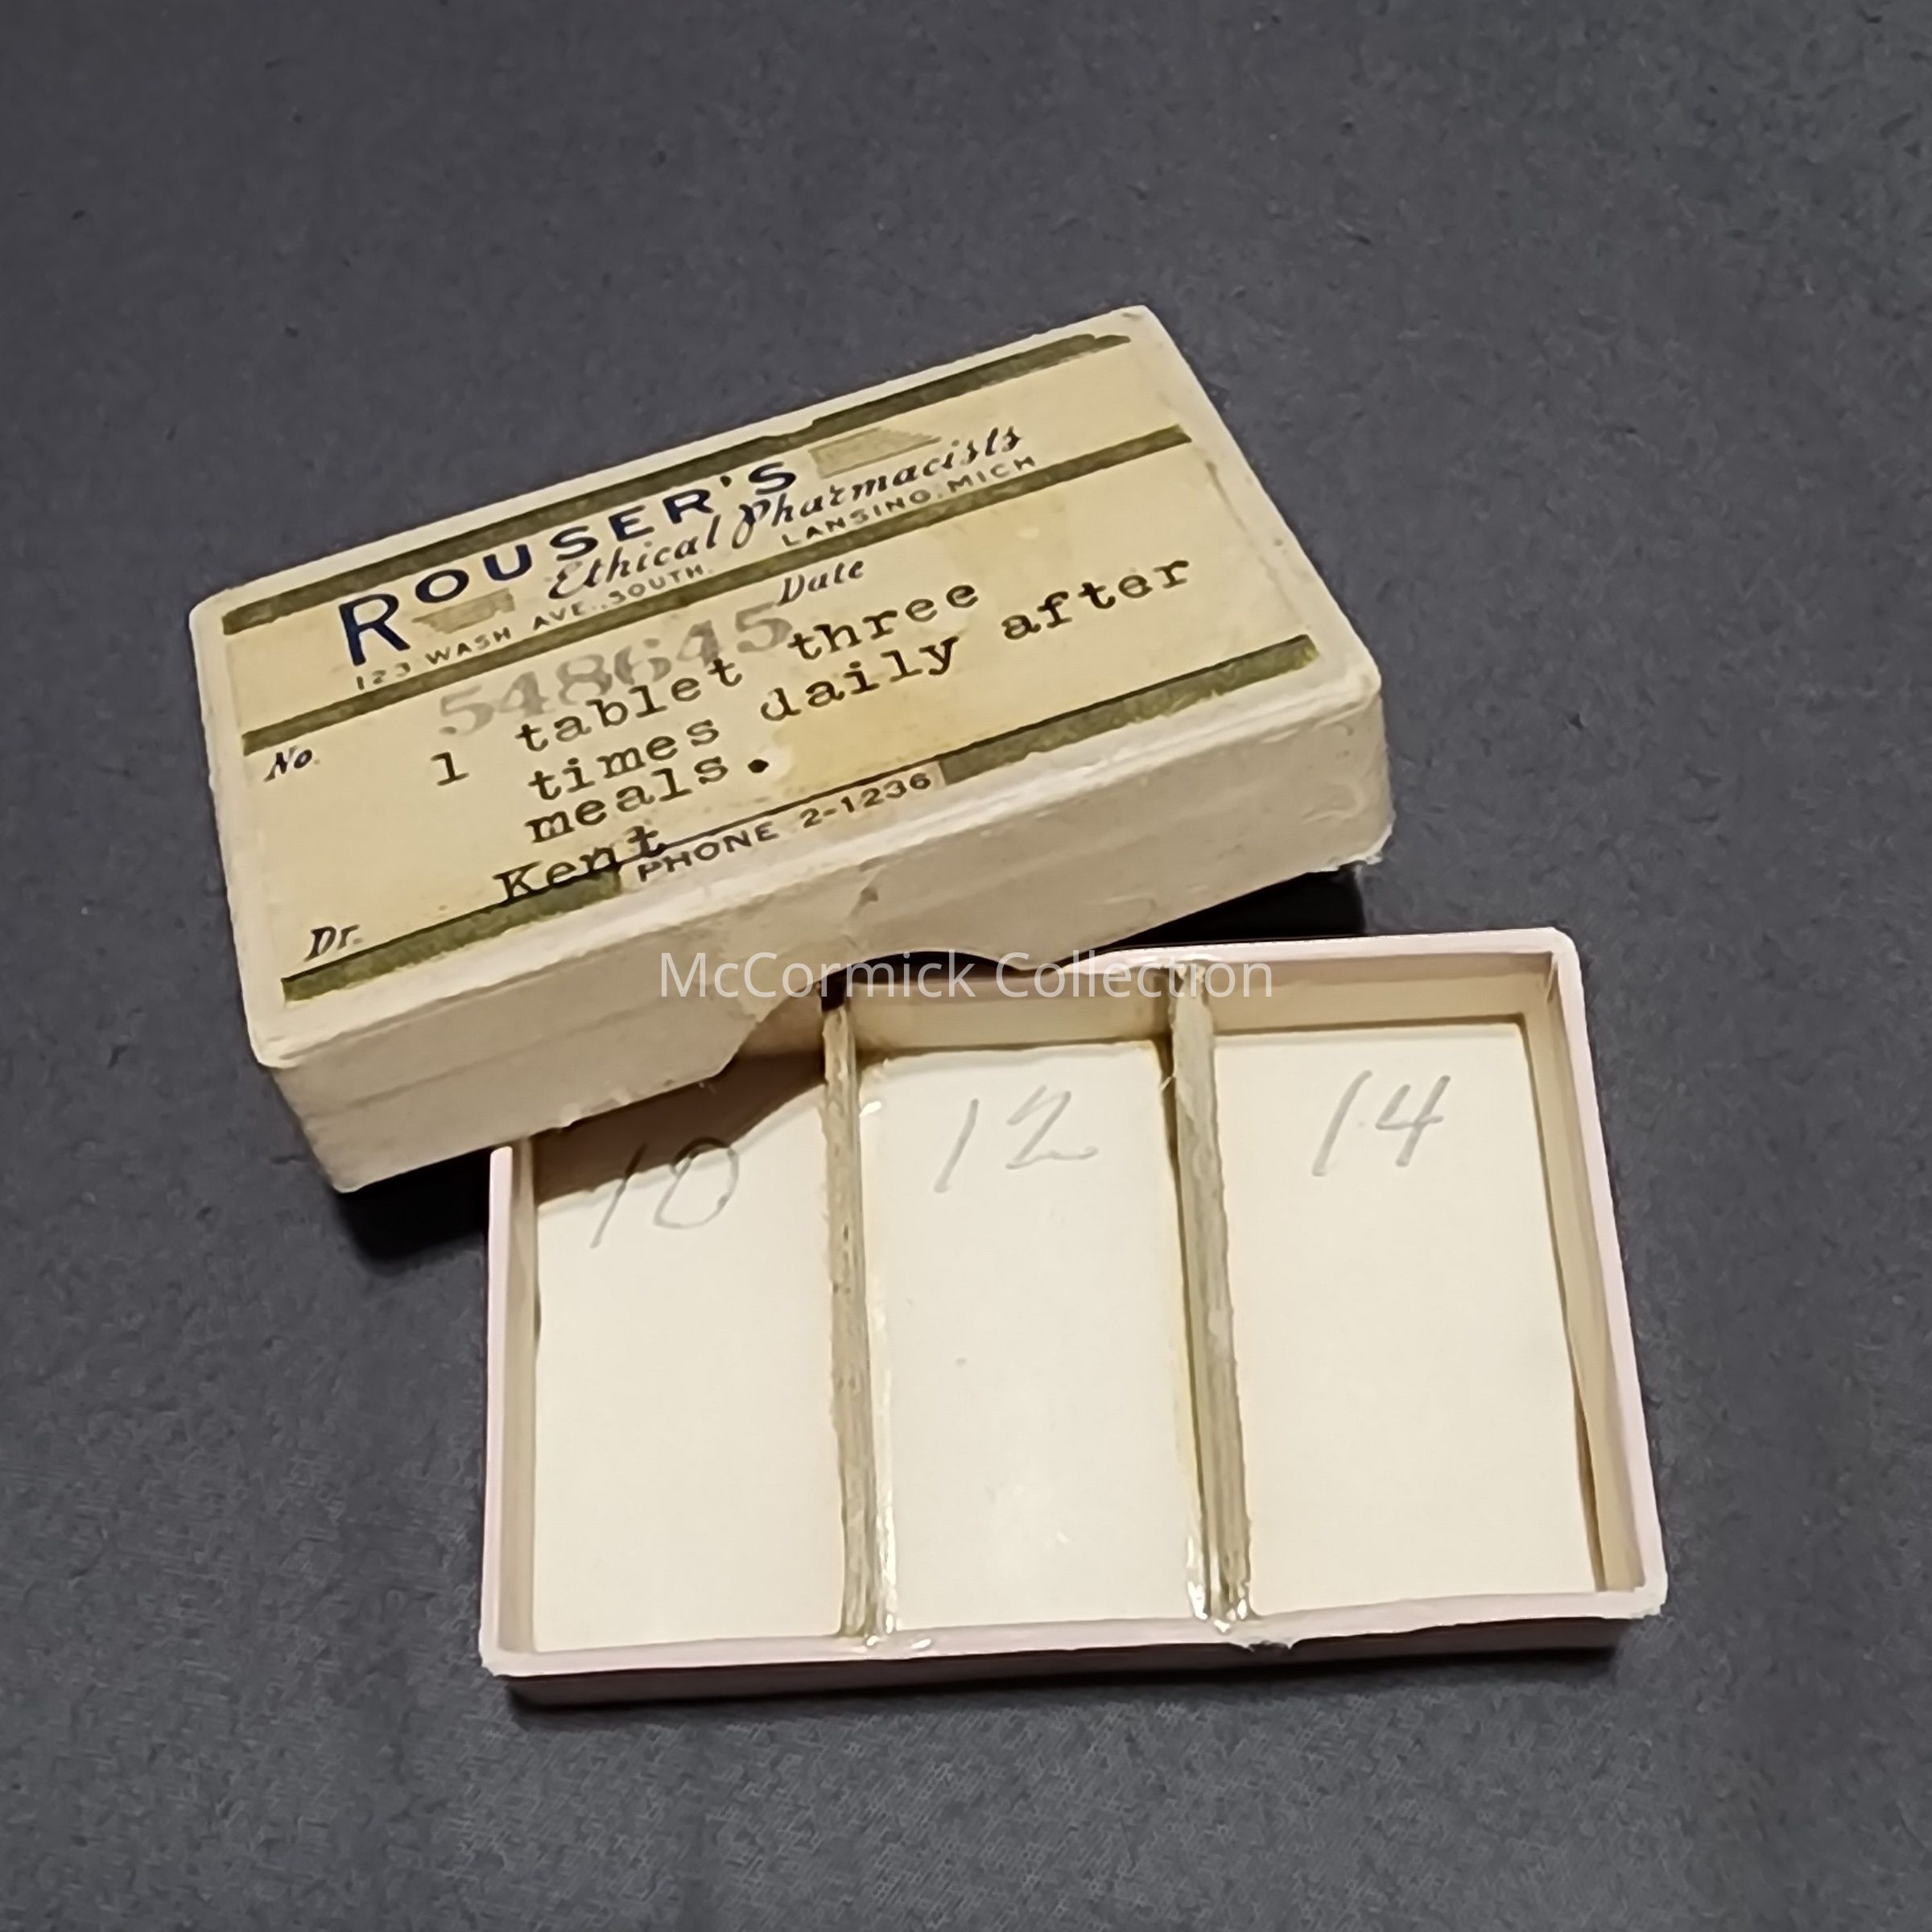 ROUSER'S
Ethical Pharmacists
123 WASH AVE., SOUTH. LANSING, MICH
No. 548645 Date
1 tablet three
times daily after
meals.
Dr. Kent
PHONE 2-1236
McCormick Collection
10 12 14